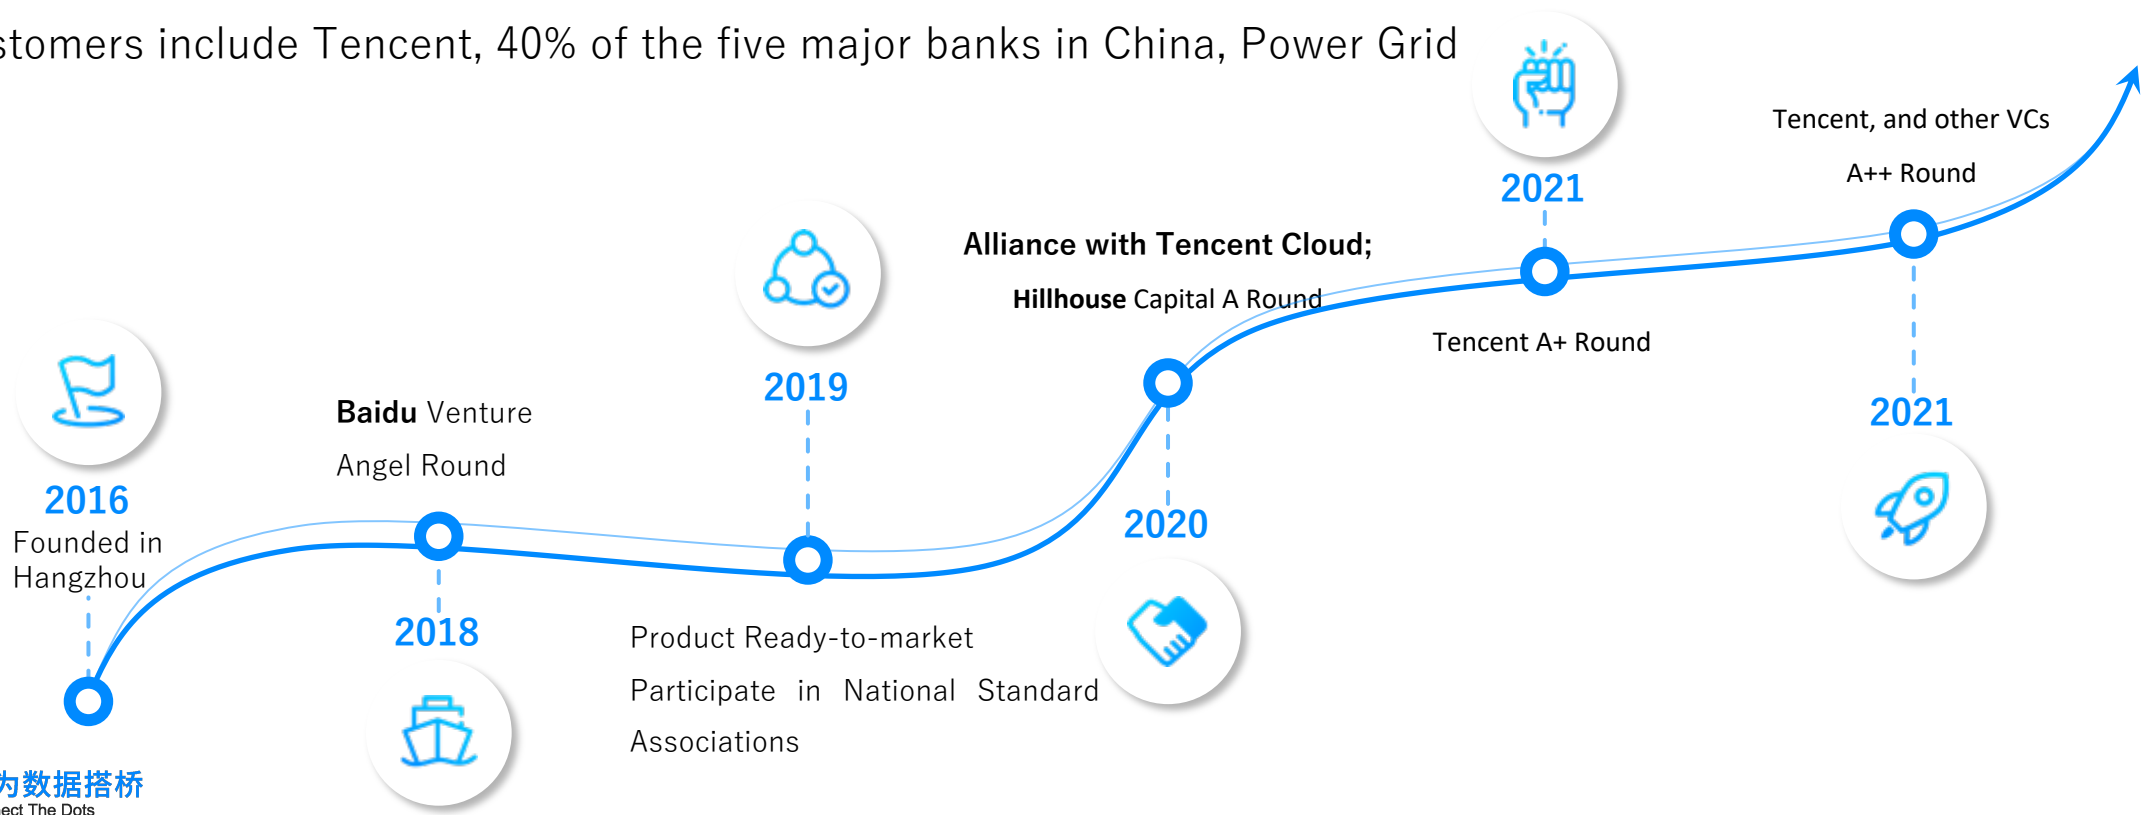 stomers include Tencent, 40% of the five major banks in China, Power Grid
2016
Founded in
Hangzhou
Baidu Venture
Angel Round
2018
2019
Product Ready-to-market
Participate in National Standard
Associations
Alliance with Tencent Cloud;
Hillhouse Capital A Round
2020
2021
Tencent A+ Round
Tencent, and other VCs
A++ Round
2021
为数据搭桥
ect The Dots